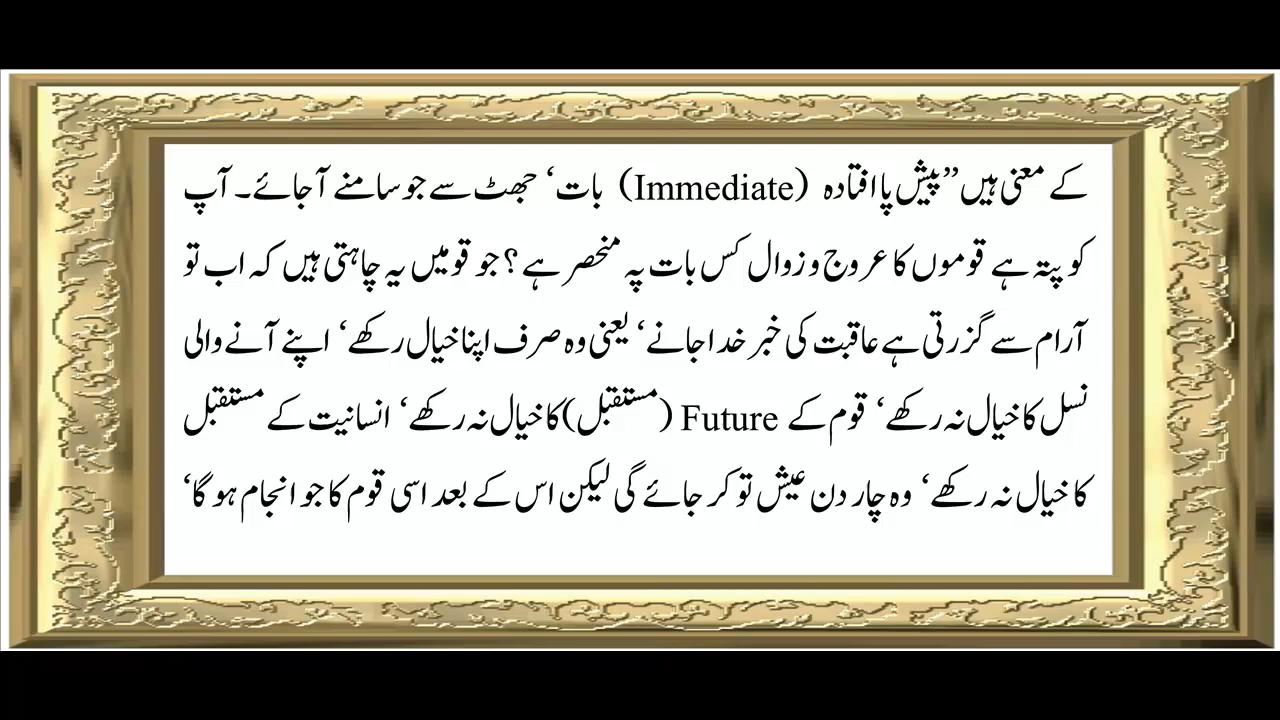 کے معنی ہیں ”پیش پا افتادہ (Immediate) بات‘ جھٹ سے جو سامنے آ جائے۔ آپ
کو پتہ ہے قوموں کا عروج و زوال کس بات پہ منحصر ہے؟ جو قومیں یہ چاہتی ہیں کہ اب تو
آرام سے گزرتی ہے عاقبت کی خبر خدا جانے‘ یعنی وہ صرف اپنا خیال رکھے‘ اپنے آنے والی
نسل کا خیال نہ رکھے‘ قوم کے Future (مستقبل) کا خیال نہ رکھے‘ انسانیت کے مستقبل
کا خیال نہ رکھے‘ وہ چار دن عیش تو کر جائے گی لیکن اس کے بعد اسی قوم کا جو انجام ہو گا‘